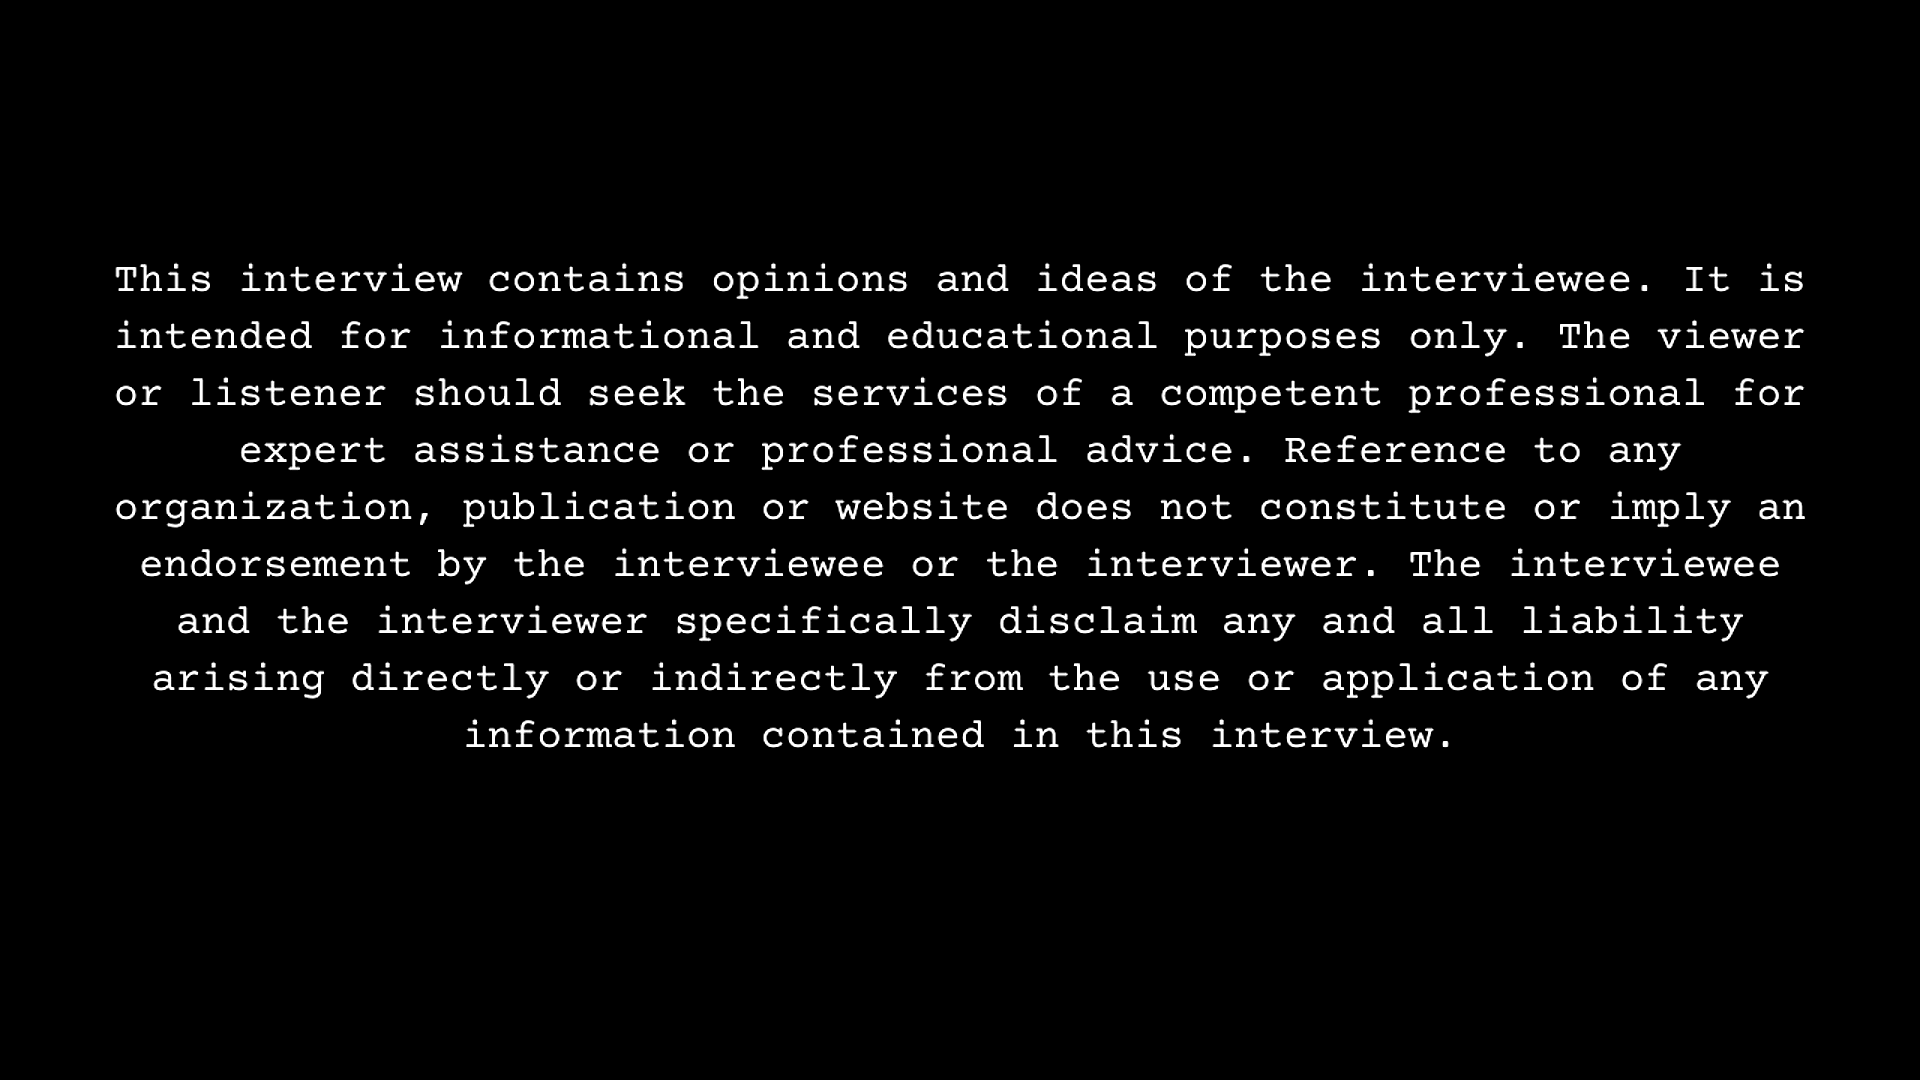 This interview contains opinions and ideas of the interviewee. It is
intended for informational and educational purposes only. The viewer
or listener should seek the services of a competent professional for
expert assistance or professional advice. Reference to any
organization, publication or website does not constitute or imply an
endorsement by the interviewee or the interviewer. The interviewee
and the interviewer specifically disclaim any and all liability
arising directly or indirectly from the use or application of any
information contained in this interview.